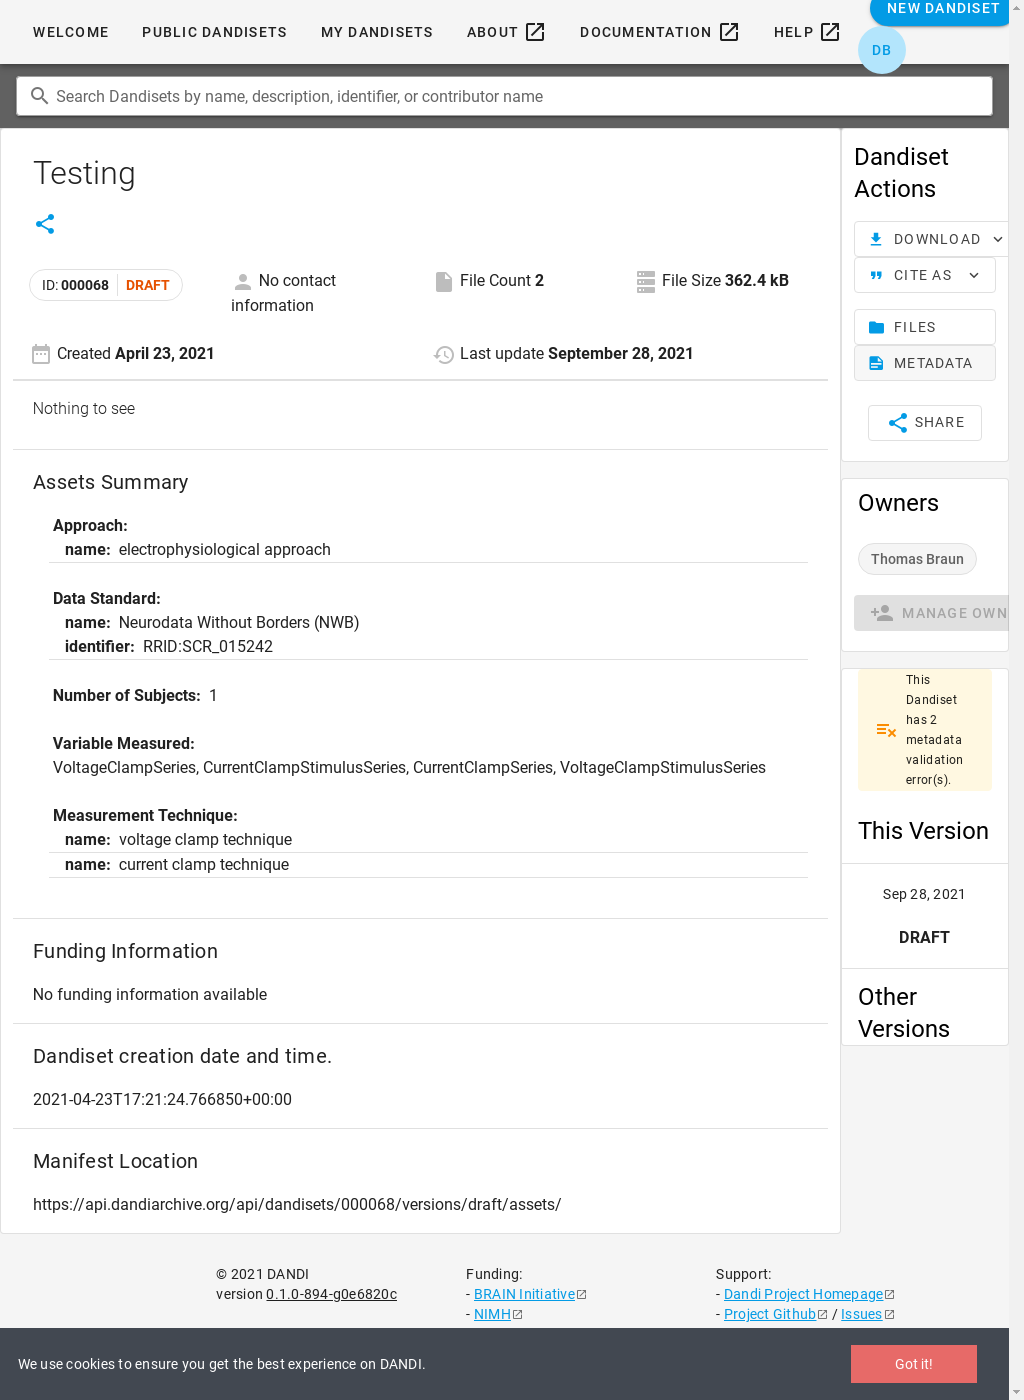 WELCOME PUBLIC DANDISETS MY DANDISETS ABOUT DOCUMENTATION HELP NEW DANDISET
DB
Search Dandisets by name, description, identifier, or contributor name
Testing
ID: 000068 DRAFT
No contact information
File Count 2
File Size 362.4 kB
Created April 23, 2021
Last update September 28, 2021
Nothing to see
Assets Summary
Approach:
name: electrophysiological approach
Data Standard:
name: Neurodata Without Borders (NWB)
identifier: RRID:SCR_015242
Number of Subjects: 1
Variable Measured:
VoltageClampSeries, CurrentClampStimulusSeries, CurrentClampSeries, VoltageClampStimulusSeries
Measurement Technique:
name: voltage clamp technique
name: current clamp technique
Funding Information
No funding information available
Dandiset creation date and time.
2021-04-23T17:21:24.766850+00:00
Manifest Location
https://api.dandiarchive.org/api/dandisets/000068/versions/draft/assets/
Dandiset
Actions
DOWNLOAD
CITE AS
FILES
METADATA
SHARE
Owners
Thomas Braun
MANAGE OWN
This
Dandiset
has 2
metadata
validation
error(s).
This Version
Sep 28, 2021
DRAFT
Other
Versions
© 2021 DANDI
version 0.1.0-894-g0e6820c
Funding:
- BRAIN Initiative
- NIMH
Support:
- Dandi Project Homepage
- Project Github / Issues
We use cookies to ensure you get the best experience on DANDI.
Got it!